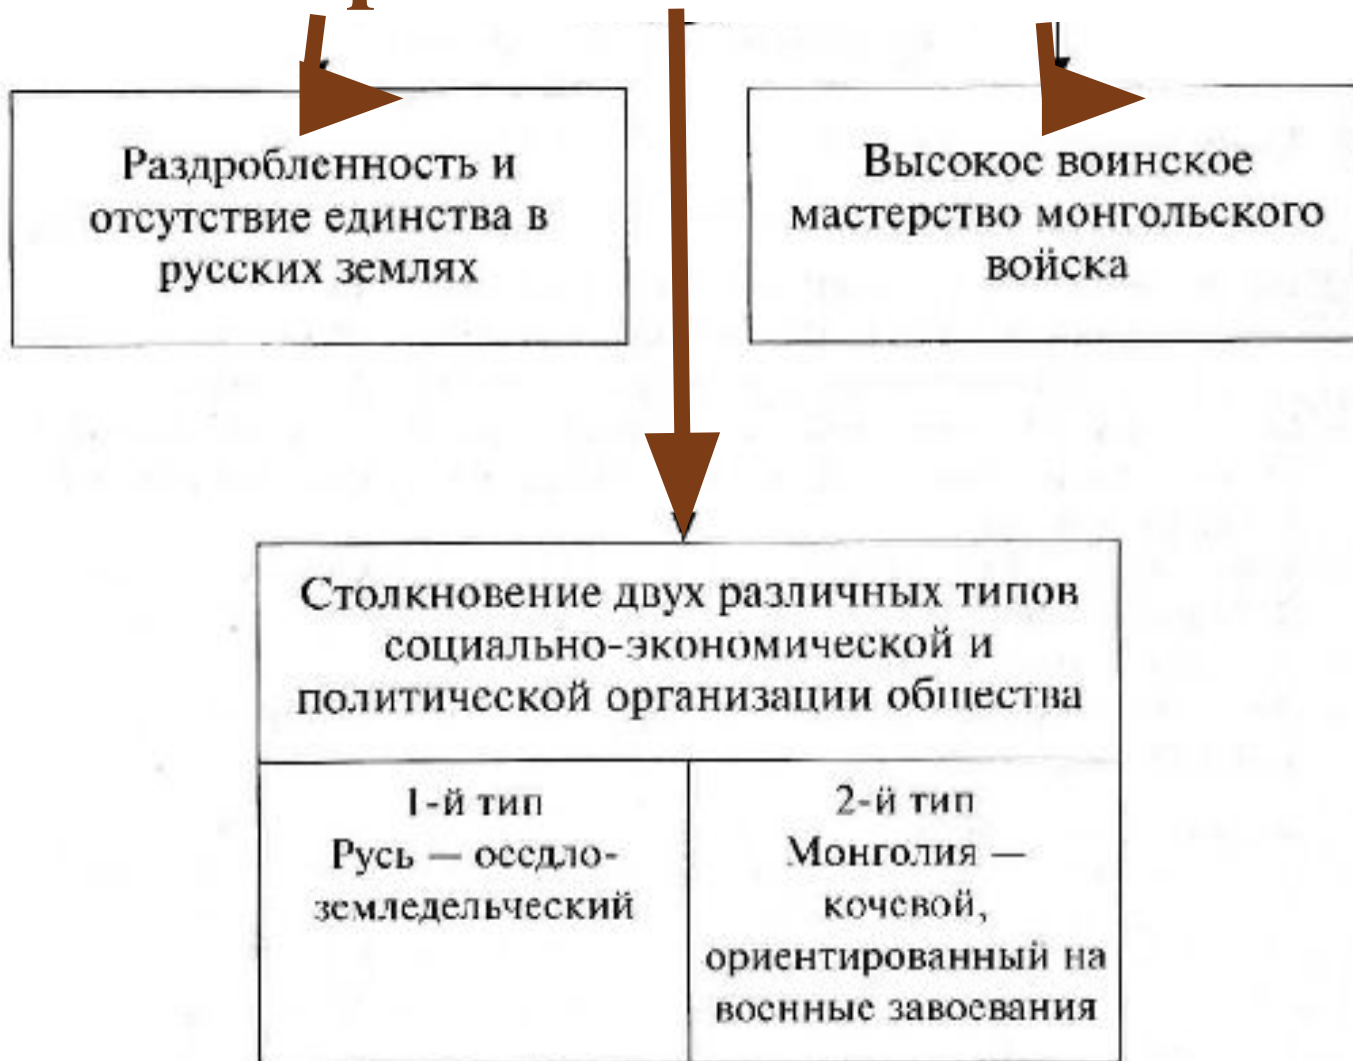 Раздробленность и
отсутствие единства в
русских землях
Высокое воинское
мастерство монгольского
войска
Столкновение двух различных типов
социально-экономической и
политической организации общества
1-й тип
Русь — оседло-
земледельческий
2-й тип
Монголия —
кочевой,
ориентированный на
военные завоевания